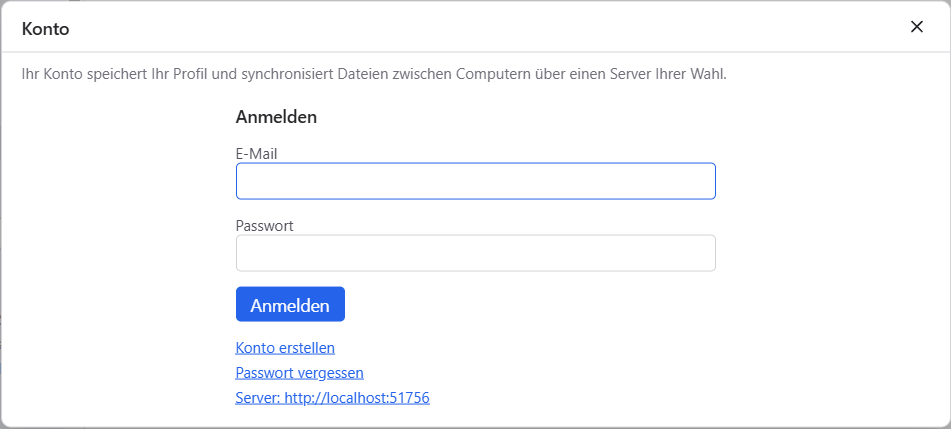 Konto
Ihr Konto speichert Ihr Profil und synchronisiert Dateien zwischen Computern über einen Server Ihrer Wahl.
Anmelden
E-Mail
Passwort
Anmelden
Konto erstellen
Passwort vergessen
Server: http://localhost:51756